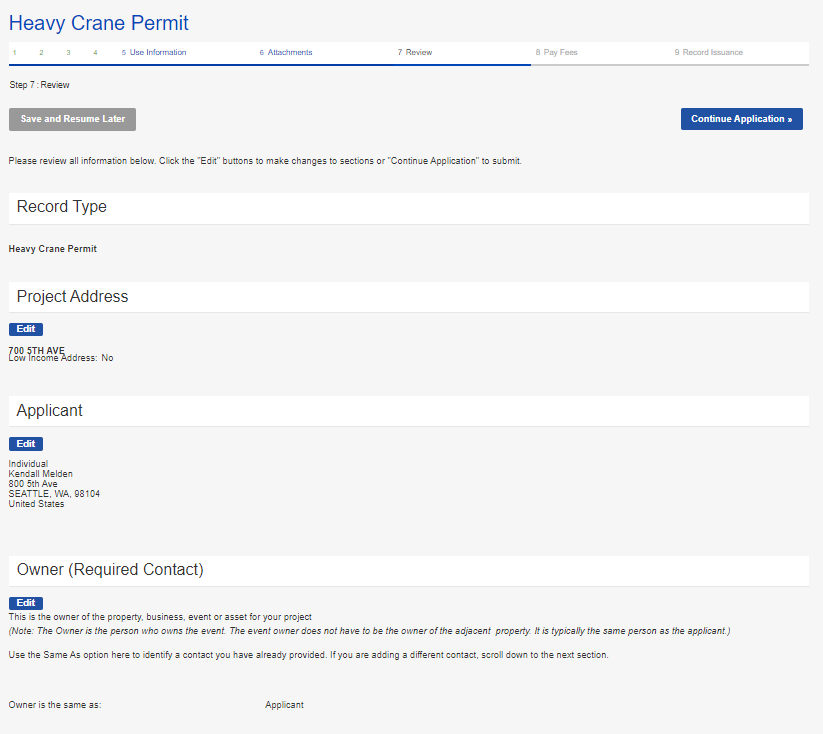 Heavy Crane Permit
1 2 3 4 5 Use Information 6 Attachments 7 Review 8 Pay Fees 9 Record Issuance
Step 7 : Review
Save and Resume Later Continue Application »
Please review all information below. Click the "Edit" buttons to make changes to sections or "Continue Application" to submit.
Record Type
Heavy Crane Permit
Project Address
Edit
700 5TH AVE
Low Income Address: No
Applicant
Edit
Individual
Kendall Melden
800 5th Ave
SEATTLE, WA, 98104
United States
Owner (Required Contact)
Edit
This is the owner of the property, business, event or asset for your project
(Note: The Owner is the person who owns the event. The event owner does not have to be the owner of the adjacent property. It is typically the same person as the applicant.)
Use the Same As option here to identify a contact you have already provided. If you are adding a different contact, scroll down to the next section.
Owner is the same as: Applicant